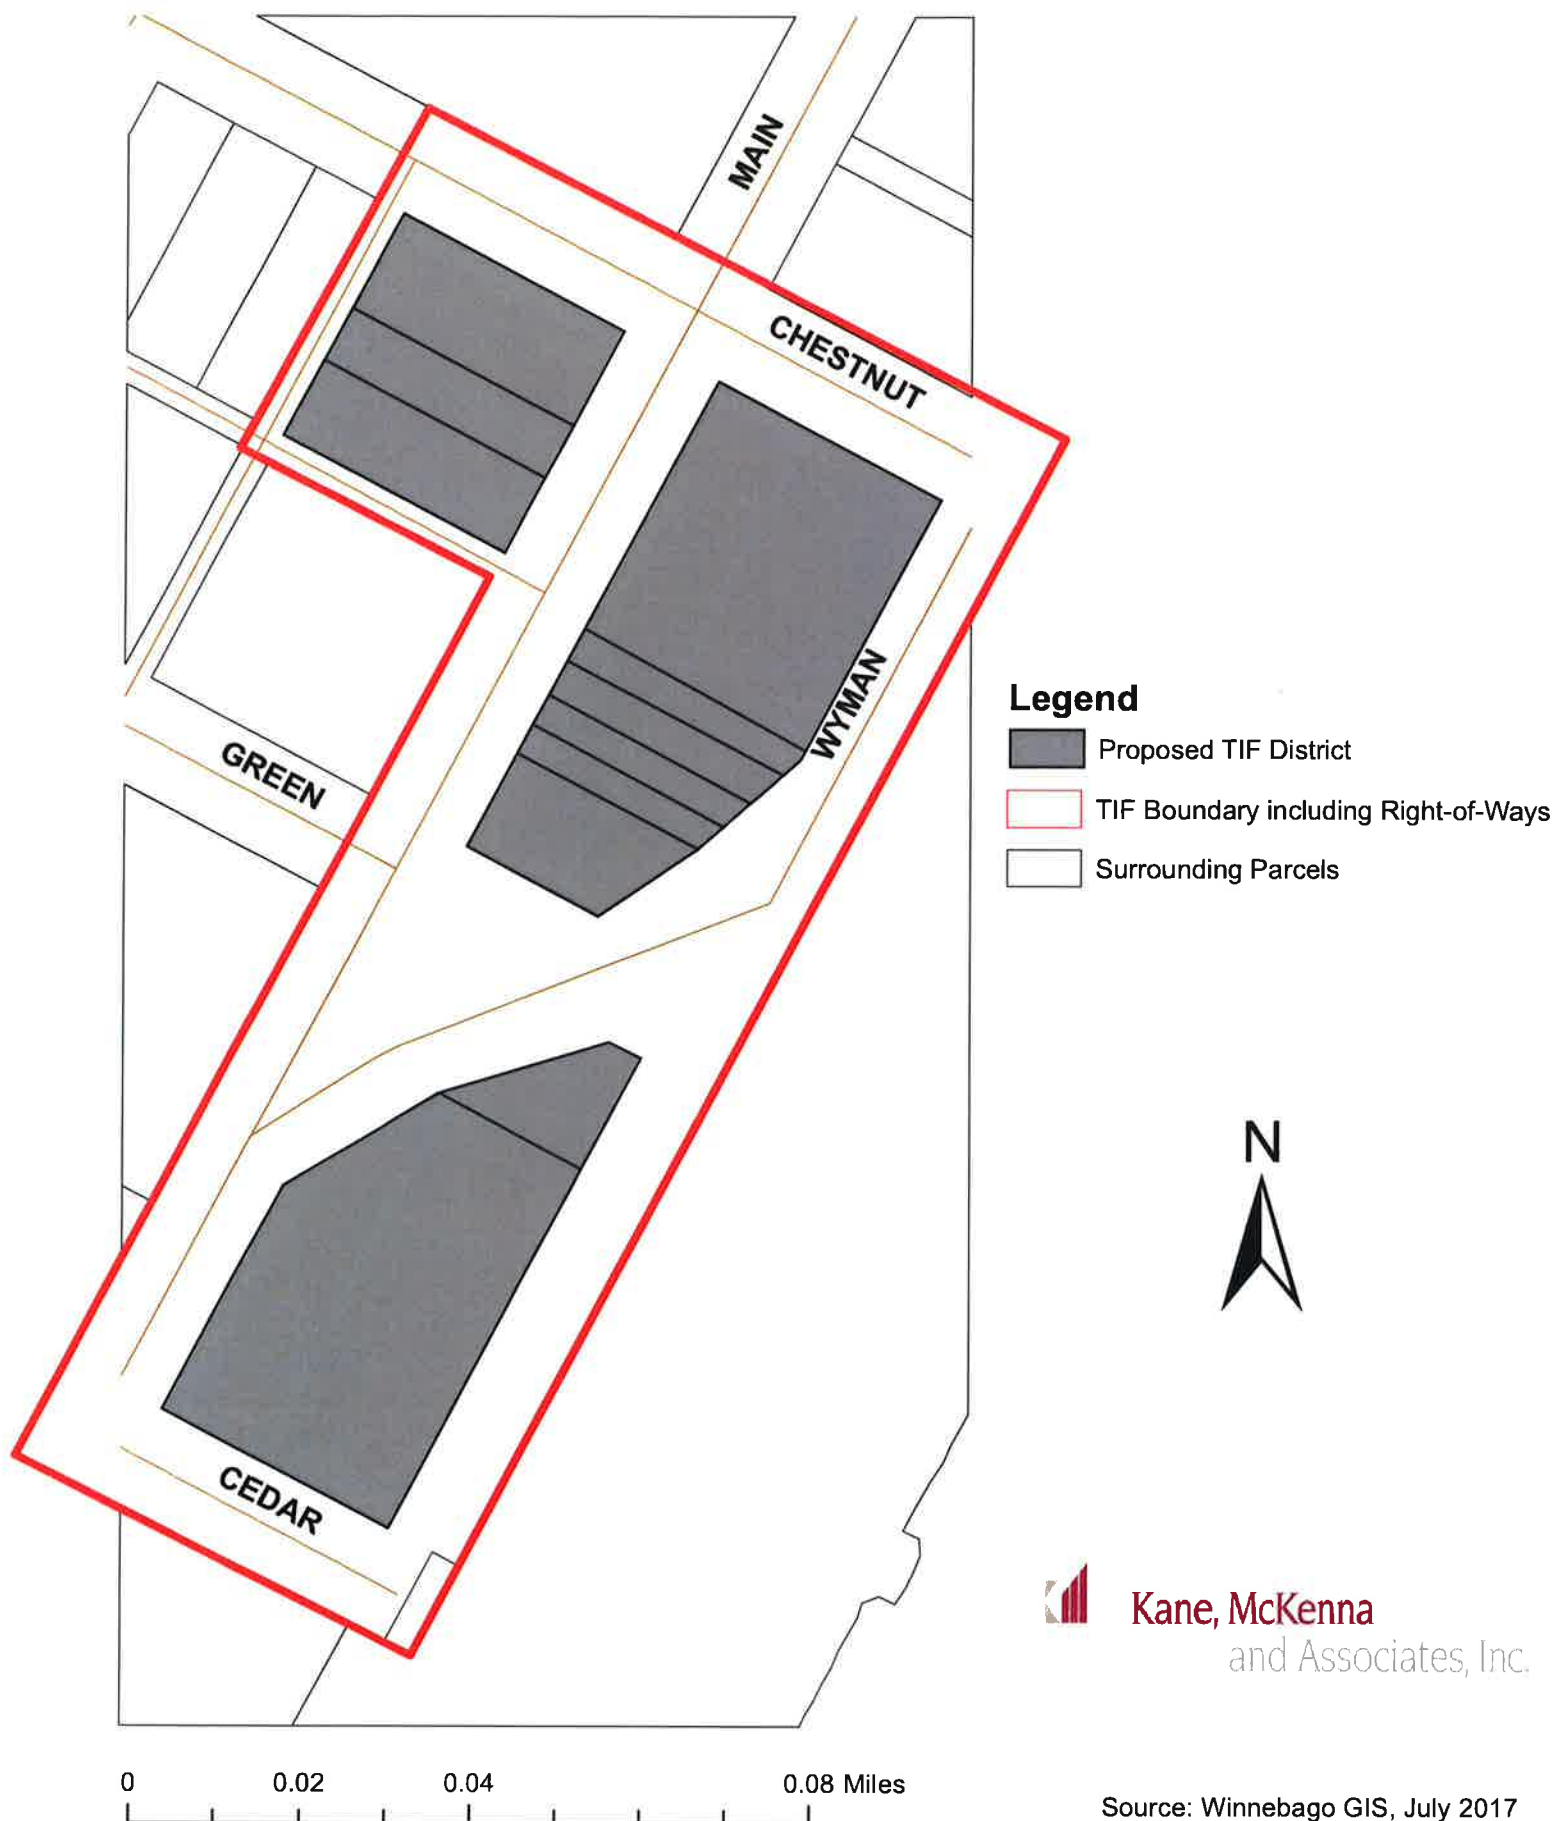 MAIN
CHESTNUT
WYMAN
GREEN
CEDAR
Legend
Proposed TIF District
TIF Boundary including Right-of-Ways
Surrounding Parcels
N
Kane, McKenna
and Associates, Inc.
0 0.02 0.04 0.08 Miles
Source: Winnebago GIS, July 2017